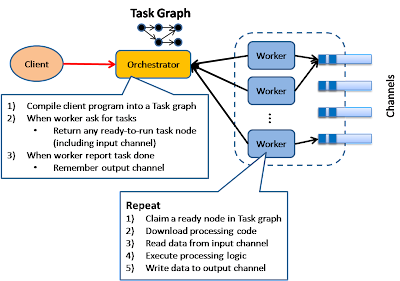 Task Graph
Client
Orchestrator
Worker
Worker
...
Worker
Channels
1) Compile client program into a Task graph
2) When worker ask for tasks
• Return any ready-to-run task node
(including input channel)
3) When worker report task done
• Remember output channel
Repeat
1) Claim a ready node in Task graph
2) Download processing code
3) Read data from input channel
4) Execute processing logic
5) Write data to output channel